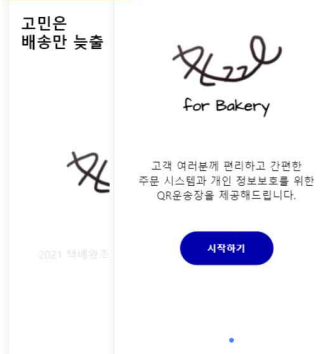 고민은
배송만 늦출
2021 택배왕조
for Bakery
고객 여러분께 편리하고 간편한
주문 시스템과 개인 정보보호를 위한
QR운송장을 제공해드립니다.
시작하기